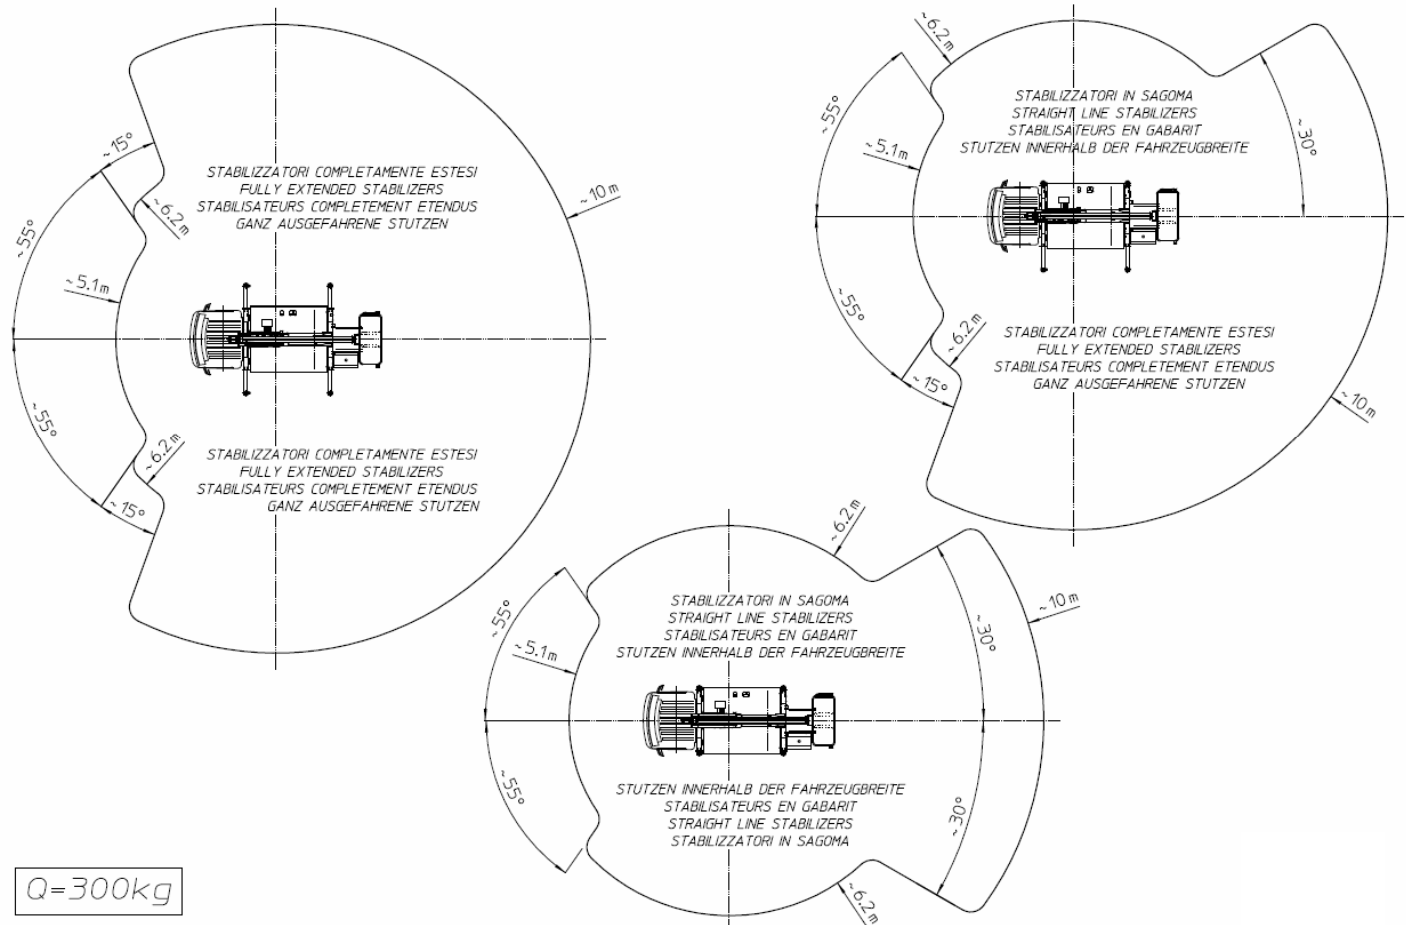 ~15°
~55°
~6.2m
~5.1m
STABILIZZATORI COMPLETAMENTE ESTESI
FULLY EXTENDED STABILIZERS
STABILISATEURS COMPLETEMENT ETENDUS
GANZ AUSGEFAHRENE STUTZEN
~10m
~55°
~6.2m
~15°
STABILIZZATORI COMPLETAMENTE ESTESI
FULLY EXTENDED STABILIZERS
STABILISATEURS COMPLETEMENT ETENDUS
GANZ AUSGEFAHRENE STUTZEN
~6.2m
~55°
~5.1m
STABILIZZATORI IN SAGOMA
STRAIGHT LINE STABILIZERS
STABILISATEURS EN GABARIT
STUTZEN INNERHALB DER FAHRZEUGBREITE
~30°
~55°
~6.2m
~15°
STABILIZZATORI COMPLETAMENTE ESTESI
FULLY EXTENDED STABILIZERS
STABILISATEURS COMPLETEMENT ETENDUS
GANZ AUSGEFAHRENE STUTZEN
~10m
~6.2m
~55°
~5.1m
STABILIZZATORI IN SAGOMA
STRAIGHT LINE STABILIZERS
STABILISATEURS EN GABARIT
STUTZEN INNERHALB DER FAHRZEUGBREITE
~30°
~10m
~55°
STUTZEN INNERHALB DER FAHRZEUGBREITE
STABILISATEURS EN GABARIT
STRAIGHT LINE STABILIZERS
STABILIZZATORI IN SAGOMA
~30°
~6.2m
Q=300kg